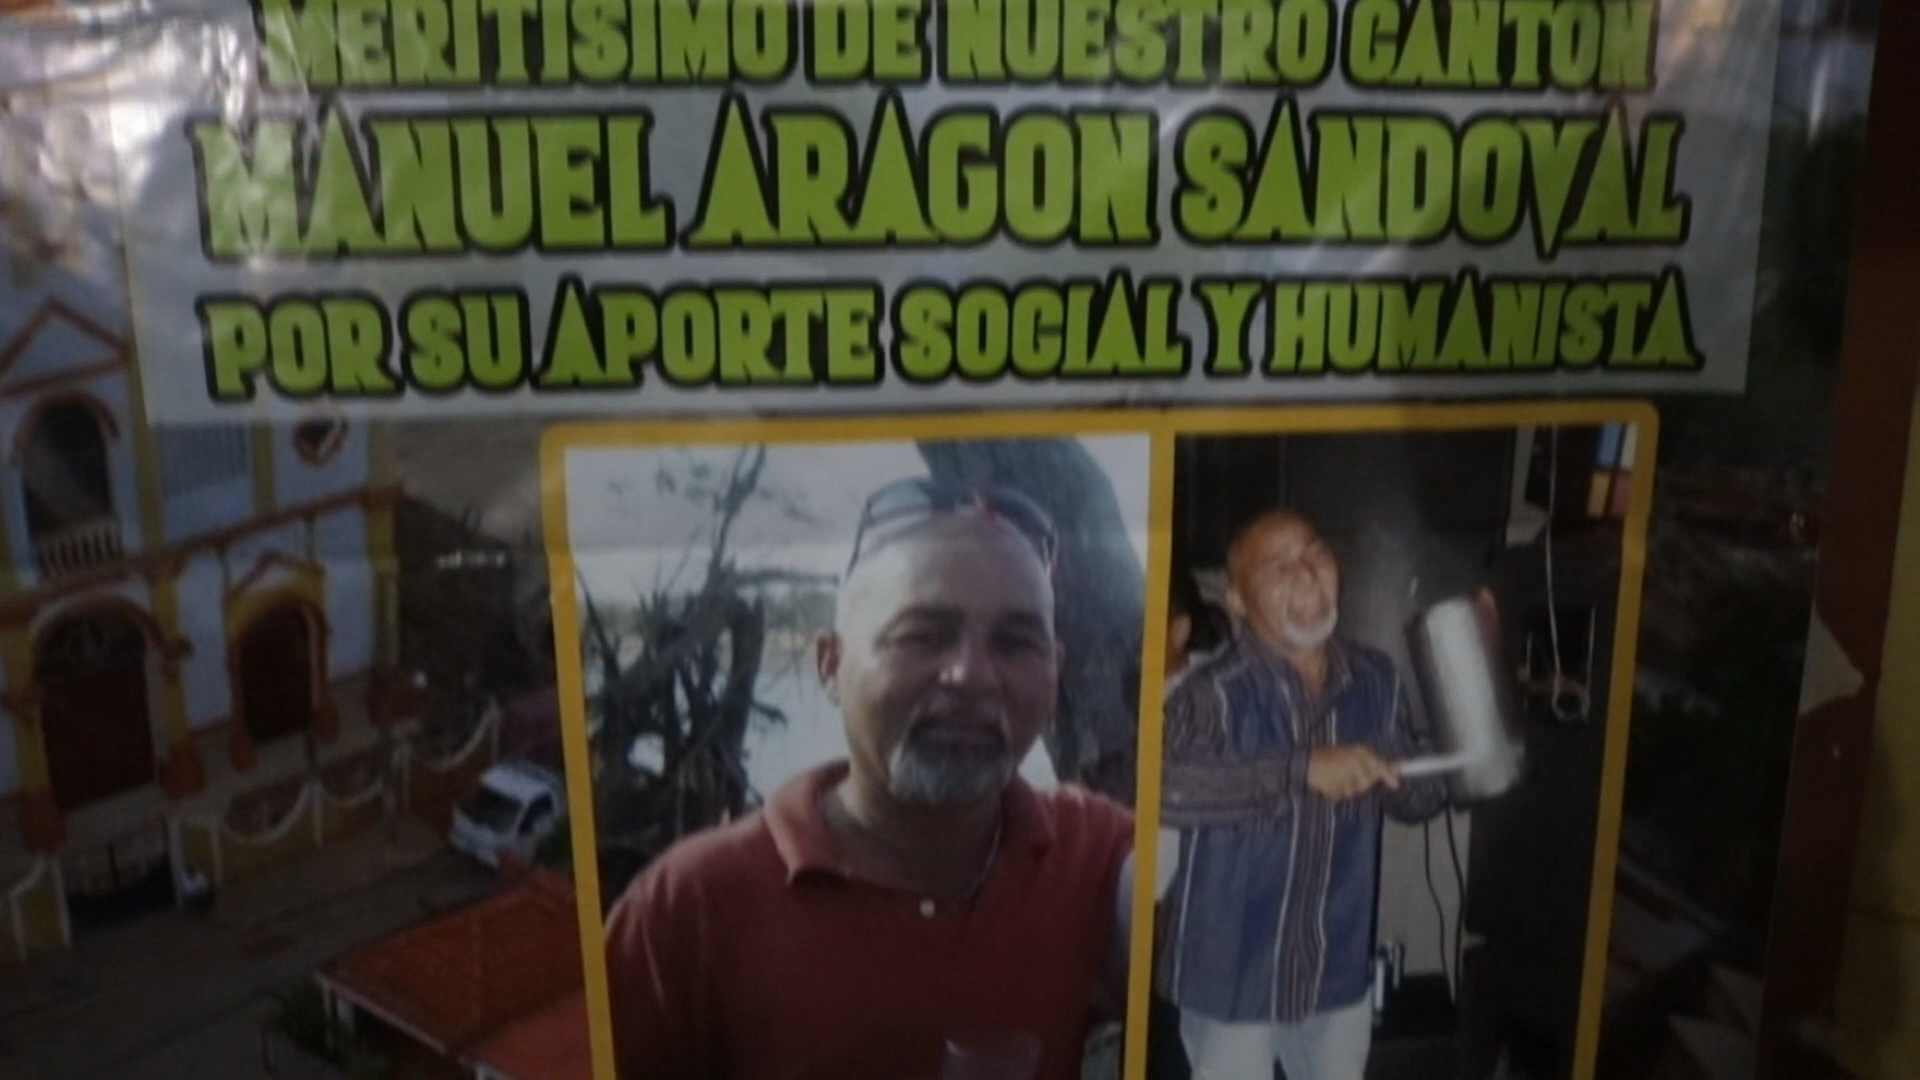 MERITISIMO DE NUESTRO CANTON
MANUEL ARAGON SANDOVAL
POR SU APORTE SOCIAL Y HUMANISTA